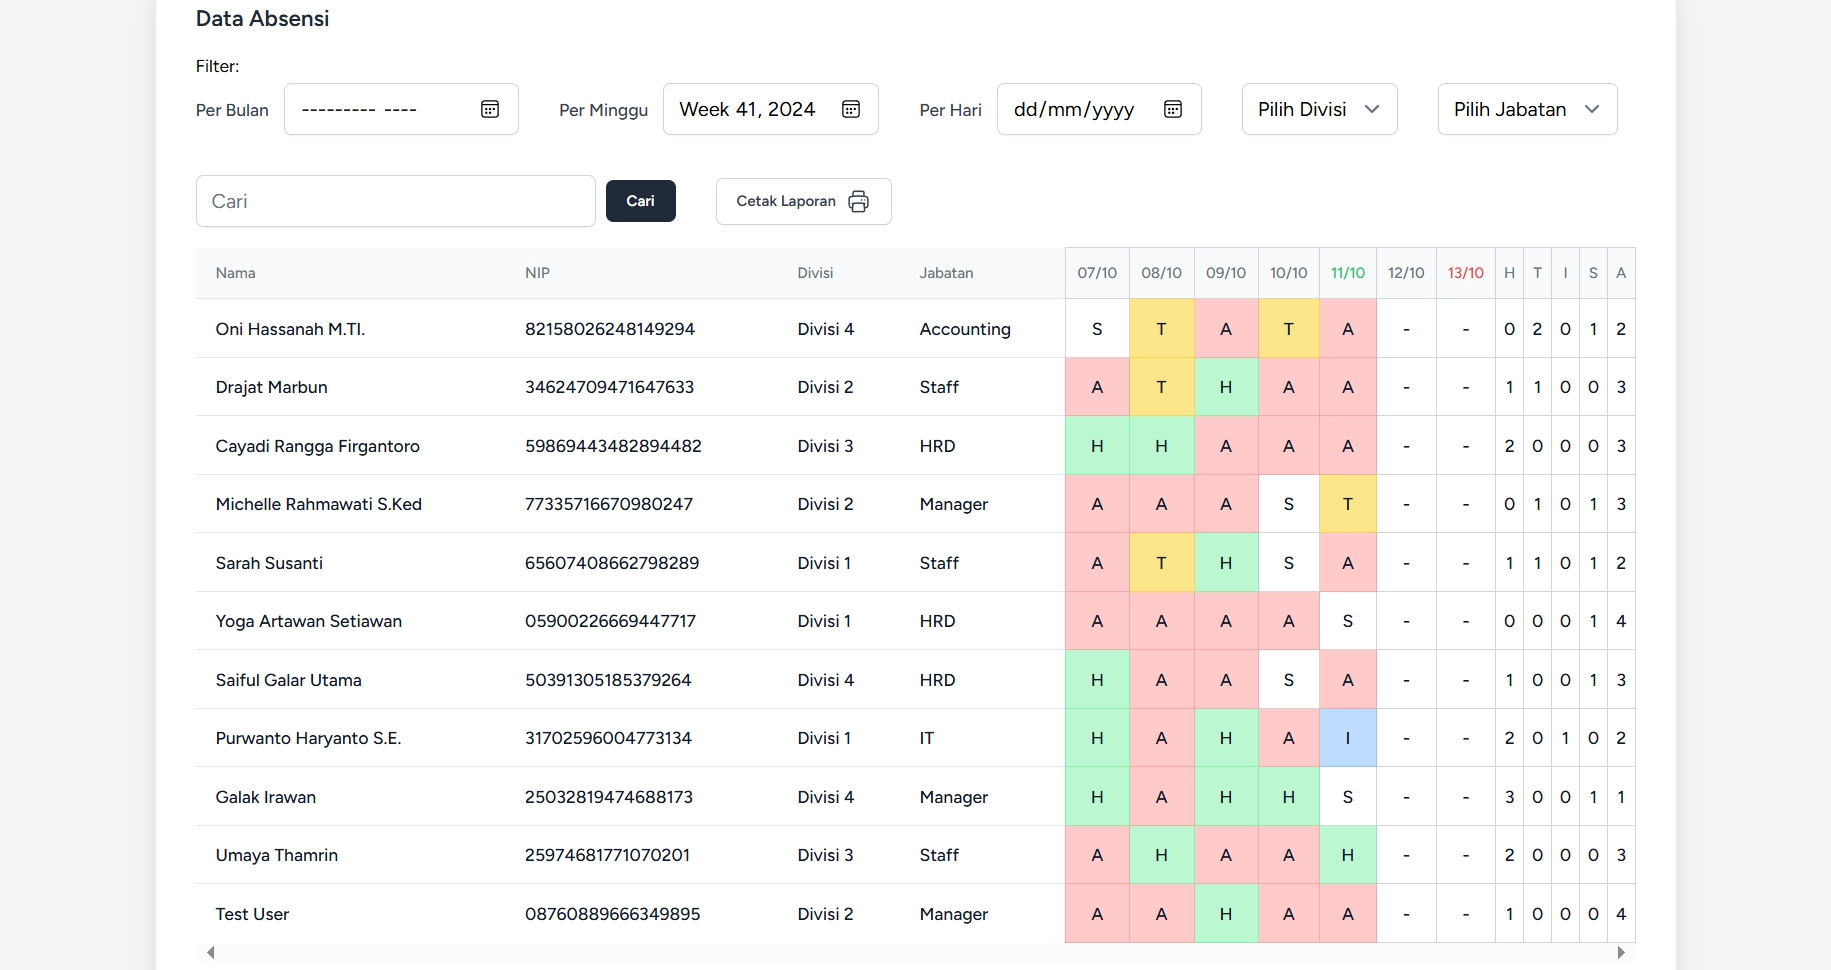 Data Absensi
Filter:
Per Bulan --------- ---- Per Minggu Week 41, 2024 Per Hari dd/mm/yyyy Pilih Divisi Pilih Jabatan
Cari Cari Cetak Laporan
Nama NIP Divisi Jabatan 07/10 08/10 09/10 10/10 11/10 12/10 13/10 H T I S A
Oni Hassanah M.TI. 82158026248149294 Divisi 4 Accounting S T A T A - - 0 2 0 1 2
Drajat Marbun 34624709471647633 Divisi 2 Staff A T H A A - - 1 1 0 0 3
Cayadi Rangga Firgantoro 59869443482894482 Divisi 3 HRD H H A A A - - 2 0 0 0 3
Michelle Rahmawati S.Ked 77335716670980247 Divisi 2 Manager A A A S T - - 0 1 0 1 3
Sarah Susanti 65607408662798289 Divisi 1 Staff A T H S A - - 1 1 0 1 2
Yoga Artawan Setiawan 05900226669447717 Divisi 1 HRD A A A A S - - 0 0 0 1 4
Saiful Galar Utama 50391305185379264 Divisi 4 HRD H A A S A - - 1 0 0 1 3
Purwanto Haryanto S.E. 31702596004773134 Divisi 1 IT H A H A I - - 2 0 1 0 2
Galak Irawan 25032819474688173 Divisi 4 Manager H A H H S - - 3 0 0 1 1
Umaya Thamrin 25974681771070201 Divisi 3 Staff A H A A H - - 2 0 0 0 3
Test User 08760889666349895 Divisi 2 Manager A A H A A - - 1 0 0 0 4